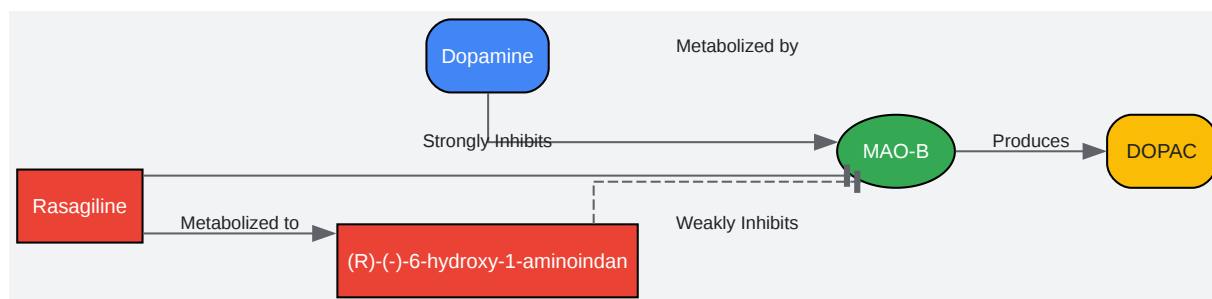 Metabolized by
Dopamine
Strongly Inhibits
MAO-B
Produces
DOPAC
Rasagiline
Metabolized to
Weakly Inhibits
(R)-(-)-6-hydroxy-1-aminoindan